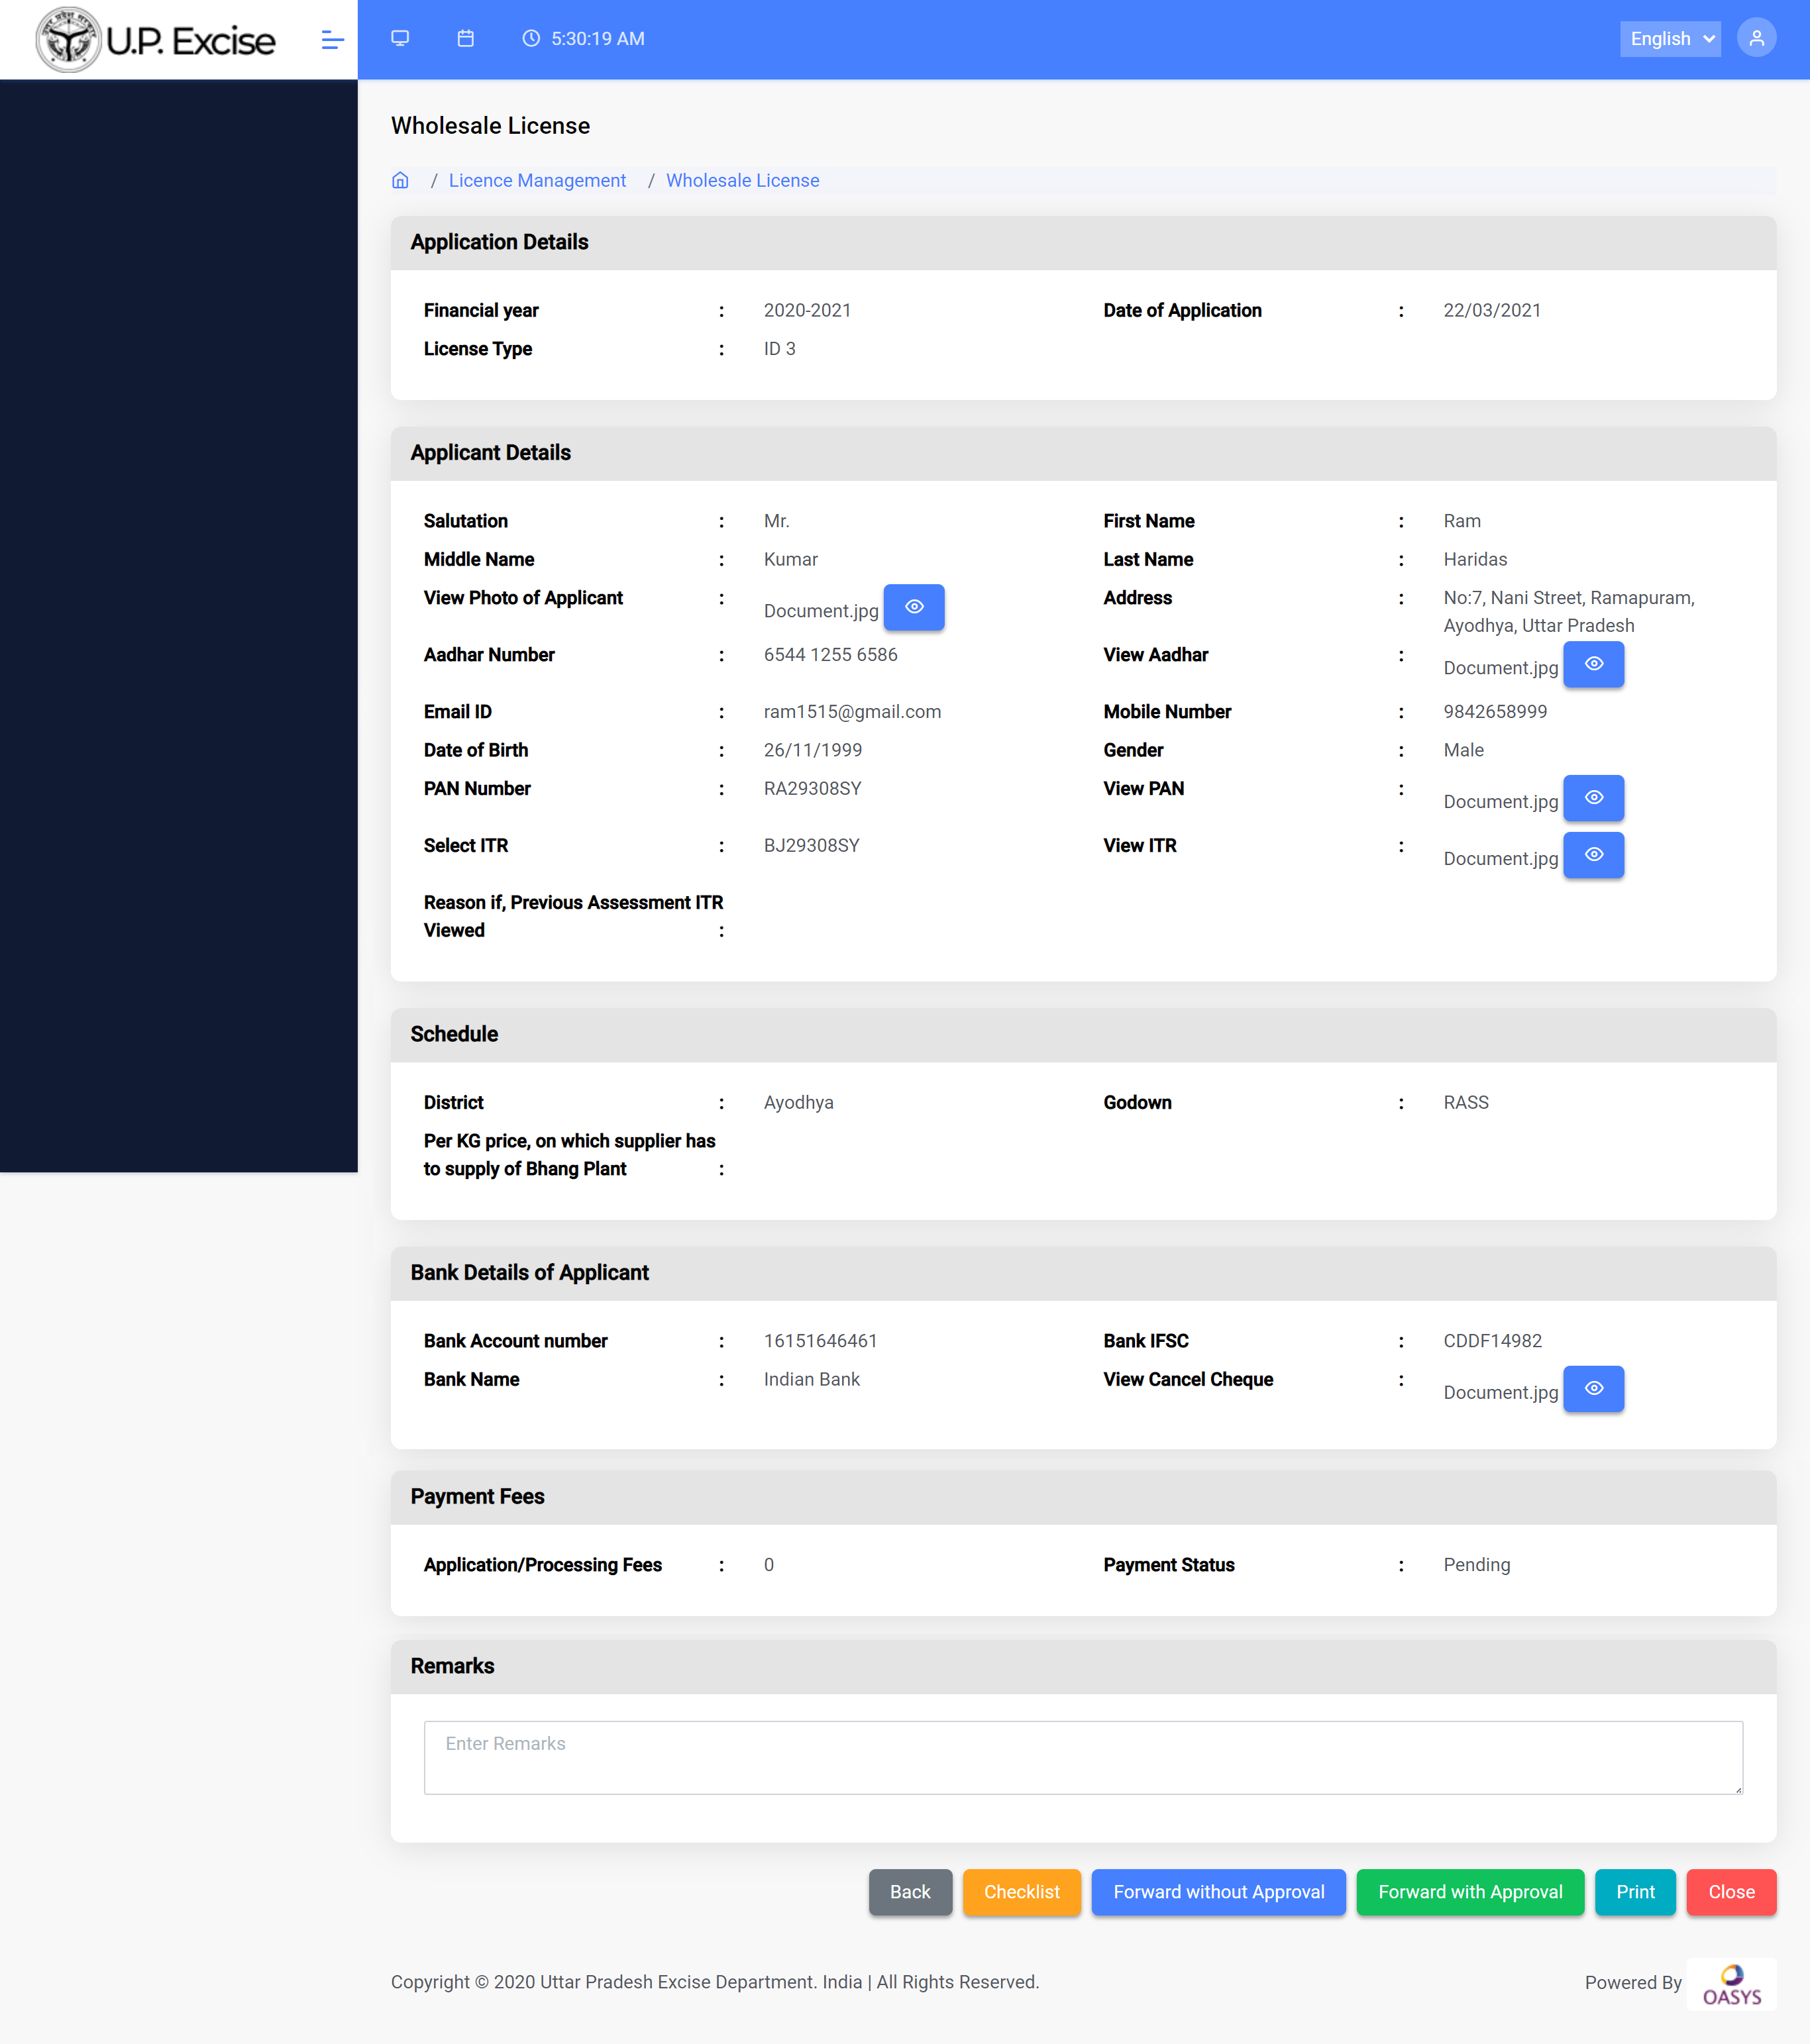 U.P. Excise
5:30:19 AM
English
Wholesale License
/ Licence Management / Wholesale License
Application Details
Financial year : 2020-2021 Date of Application : 22/03/2021
License Type : ID 3
Applicant Details
Salutation : Mr. First Name : Ram
Middle Name : Kumar Last Name : Haridas
View Photo of Applicant : Document.jpg Address : No:7, Nani Street, Ramapuram,
Ayodhya, Uttar Pradesh
Aadhar Number : 6544 1255 6586 View Aadhar : Document.jpg
Email ID : ram1515@gmail.com Mobile Number : 9842658999
Date of Birth : 26/11/1999 Gender : Male
PAN Number : RA29308SY View PAN : Document.jpg
Select ITR : BJ29308SY View ITR : Document.jpg
Reason if, Previous Assessment ITR
Viewed :
Schedule
District : Ayodhya Godown : RASS
Per KG price, on which supplier has
to supply of Bhang Plant :
Bank Details of Applicant
Bank Account number : 16151646461 Bank IFSC : CDDF14982
Bank Name : Indian Bank View Cancel Cheque : Document.jpg
Payment Fees
Application/Processing Fees : 0 Payment Status : Pending
Remarks
Enter Remarks
Back Checklist Forward without Approval Forward with Approval Print Close
Copyright © 2020 Uttar Pradesh Excise Department. India | All Rights Reserved. Powered By OASYS